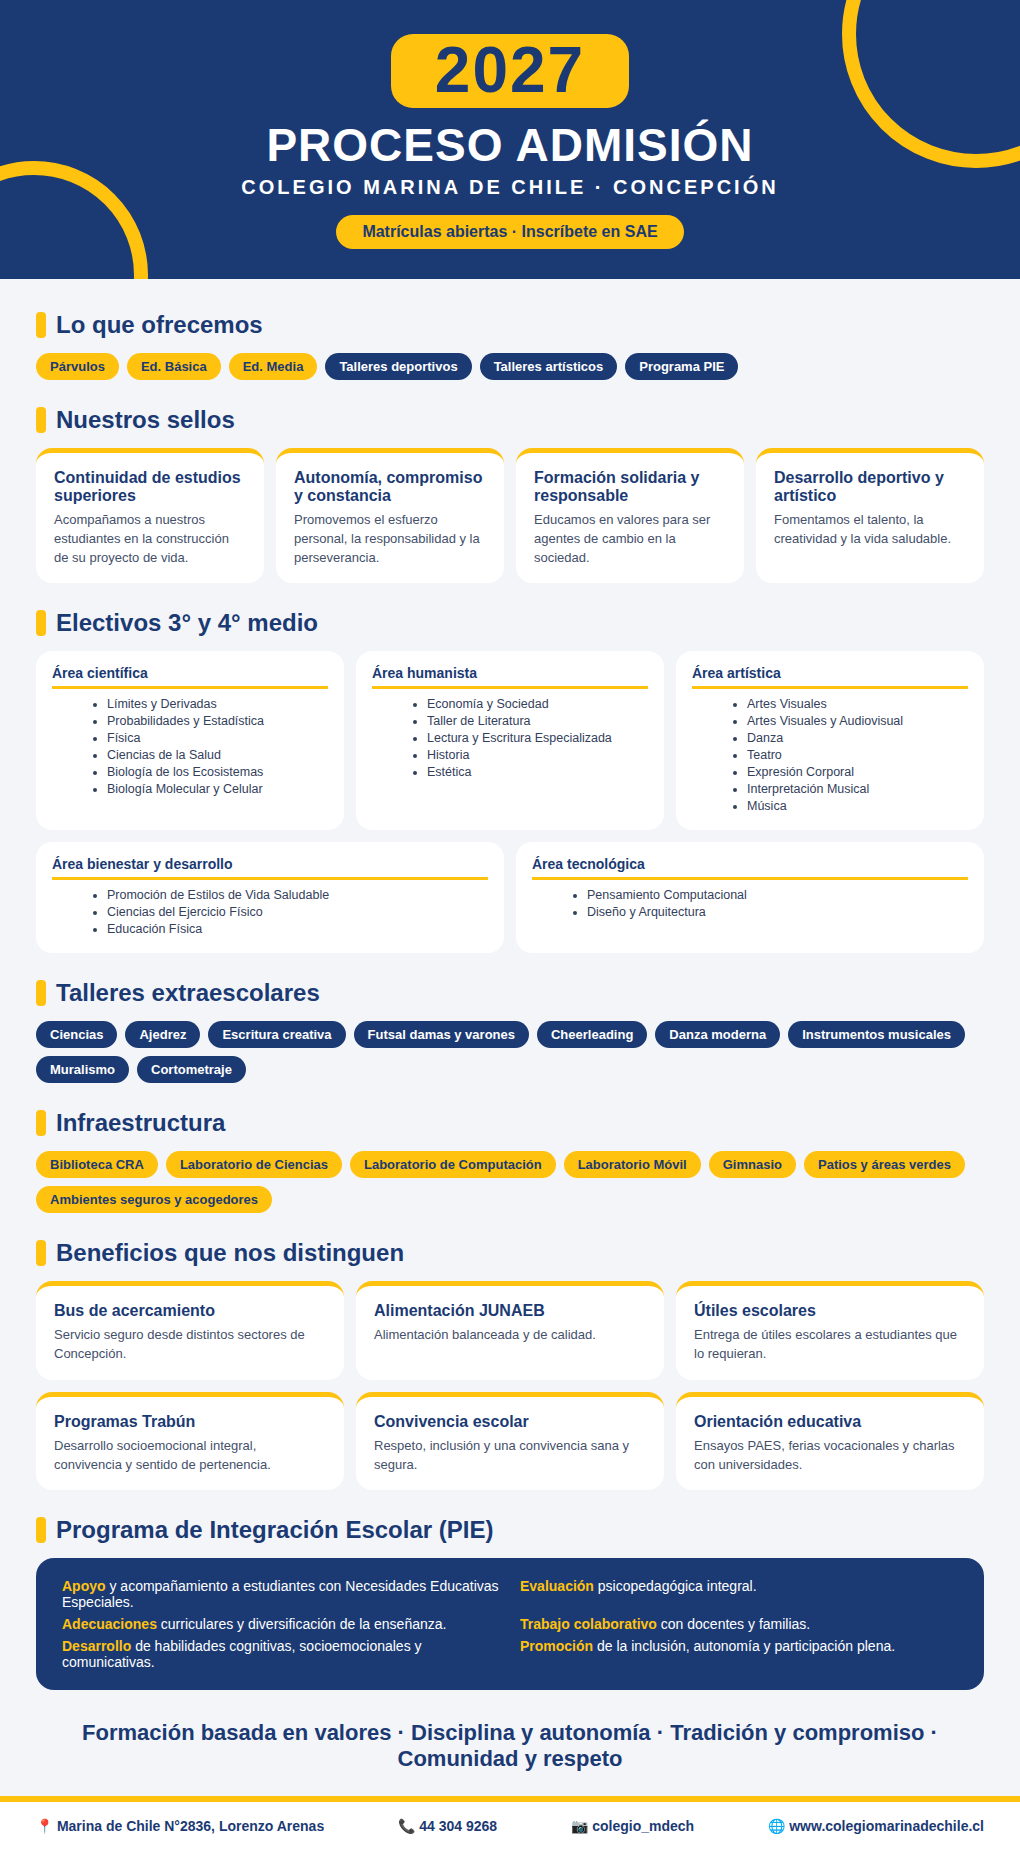 2027
PROCESO ADMISIÓN
COLEGIO MARINA DE CHILE · CONCEPCIÓN
Matrículas abiertas · Inscríbete en SAE
Lo que ofrecemos
Párvulos Ed. Básica Ed. Media Talleres deportivos Talleres artísticos Programa PIE
Nuestros sellos
Continuidad de estudios
superiores
Acompañamos a nuestros
estudiantes en la construcción
de su proyecto de vida.
Autonomía, compromiso
y constancia
Promovemos el esfuerzo
personal, la responsabilidad y la
perseverancia.
Formación solidaria y
responsable
Educamos en valores para ser
agentes de cambio en la
sociedad.
Desarrollo deportivo y
artístico
Fomentamos el talento, la
creatividad y la vida saludable.
Electivos 3° y 4° medio
Área científica
• Límites y Derivadas
• Probabilidades y Estadística
• Física
• Ciencias de la Salud
• Biología de los Ecosistemas
• Biología Molecular y Celular
Área humanista
• Economía y Sociedad
• Taller de Literatura
• Lectura y Escritura Especializada
• Historia
• Estética
Área artística
• Artes Visuales
• Artes Visuales y Audiovisual
• Danza
• Teatro
• Expresión Corporal
• Interpretación Musical
• Música
Área bienestar y desarrollo
• Promoción de Estilos de Vida Saludable
• Ciencias del Ejercicio Físico
• Educación Física
Área tecnológica
• Pensamiento Computacional
• Diseño y Arquitectura
Talleres extraescolares
Ciencias Ajedrez Escritura creativa Futsal damas y varones Cheerleading Danza moderna Instrumentos musicales
Muralismo Cortometraje
Infraestructura
Biblioteca CRA Laboratorio de Ciencias Laboratorio de Computación Laboratorio Móvil Gimnasio Patios y áreas verdes
Ambientes seguros y acogedores
Beneficios que nos distinguen
Bus de acercamiento
Servicio seguro desde distintos sectores de
Concepción.
Alimentación JUNAEB
Alimentación balanceada y de calidad.
Útiles escolares
Entrega de útiles escolares a estudiantes que
lo requieran.
Programas Trabún
Desarrollo socioemocional integral,
convivencia y sentido de pertenencia.
Convivencia escolar
Respeto, inclusión y una convivencia sana y
segura.
Orientación educativa
Ensayos PAES, ferias vocacionales y charlas
con universidades.
Programa de Integración Escolar (PIE)
Apoyo y acompañamiento a estudiantes con Necesidades Educativas
Especiales.
Evaluación psicopedagógica integral.
Adecuaciones curriculares y diversificación de la enseñanza.
Trabajo colaborativo con docentes y familias.
Desarrollo de habilidades cognitivas, socioemocionales y
comunicativas.
Promoción de la inclusión, autonomía y participación plena.
Formación basada en valores · Disciplina y autonomía · Tradición y compromiso ·
Comunidad y respeto
📍 Marina de Chile N°2836, Lorenzo Arenas 📞 44 304 9268 📷 colegio_mdech 🌐 www.colegiomarinadechile.cl